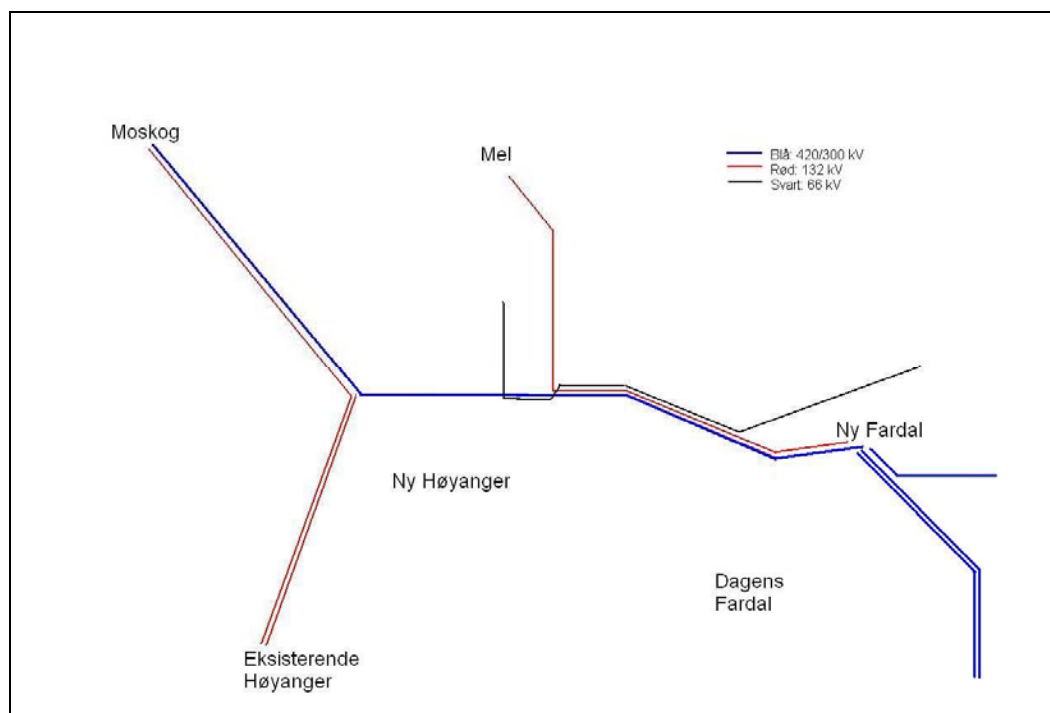 Moskog
Mel
Blå: 420/300 kV
Rød: 132 kV
Svart: 66 kV
Ny Fardal
Ny Høyanger
Dagens
Fardal
Eksisterende
Høyanger